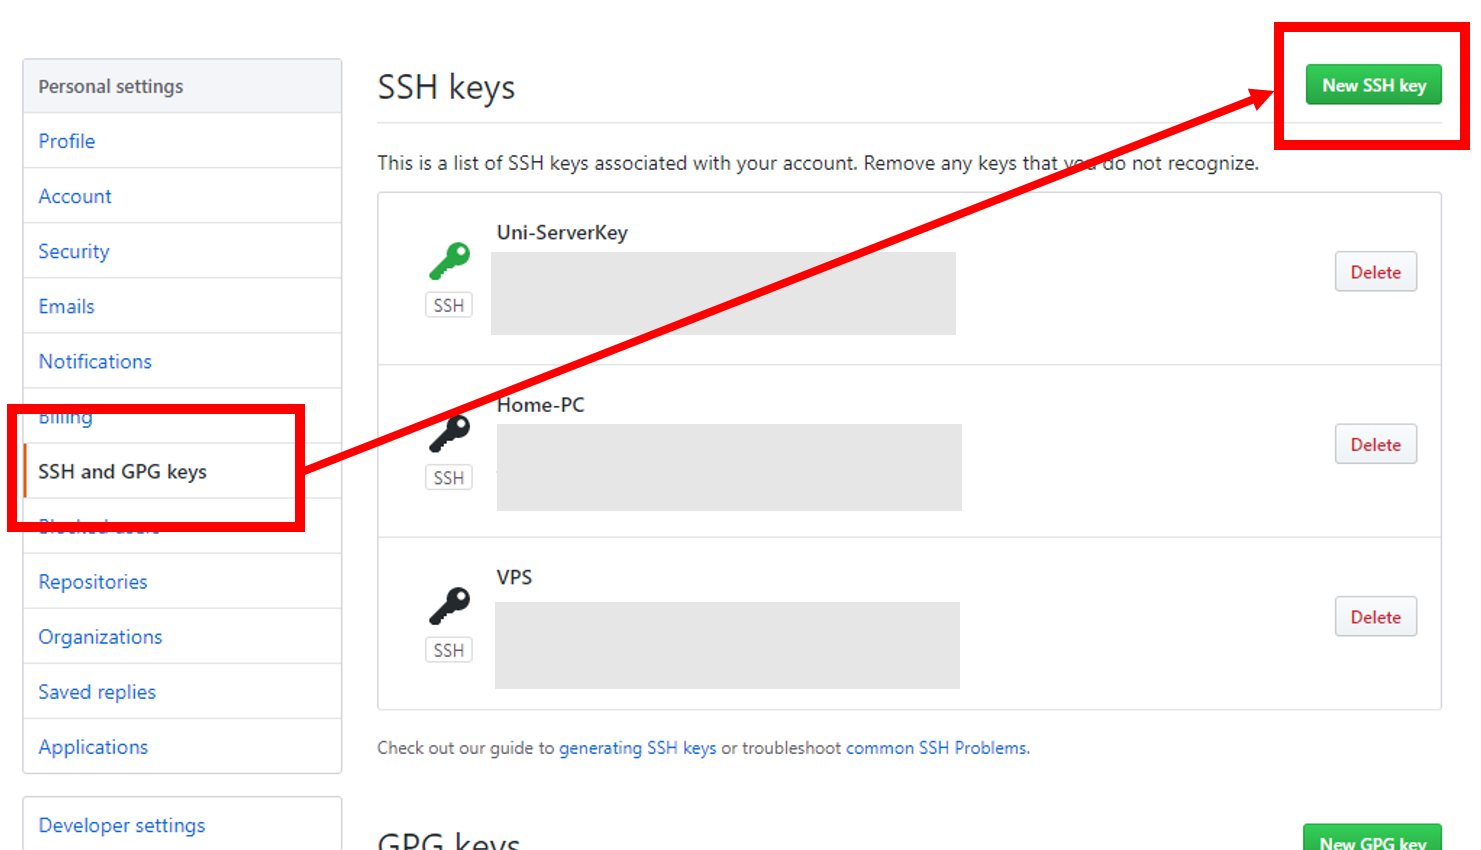 Personal settings
Profile
Account
Security
Emails
Notifications
Billing
SSH and GPG keys
Blocked users
Repositories
Organizations
Saved replies
Applications
Developer settings
SSH keys
New SSH key
This is a list of SSH keys associated with your account. Remove any keys that you do not recognize.
Uni-ServerKey
SSH
Delete
Home-PC
SSH
Delete
VPS
SSH
Delete
Check out our guide to generating SSH keys or troubleshoot common SSH Problems.
GPG keys
New GPG key